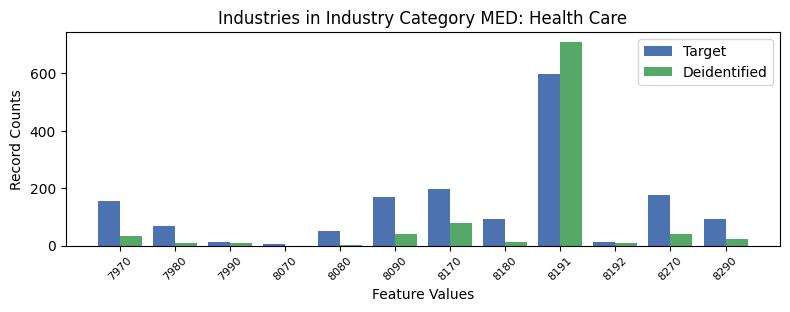 Industries in Industry Category MED: Health Care
Target
Deidentified
Record Counts
600
400
200
0
7970 7980 7990 8070 8080 8090 8170 8180 8191 8192 8270 8290
Feature Values